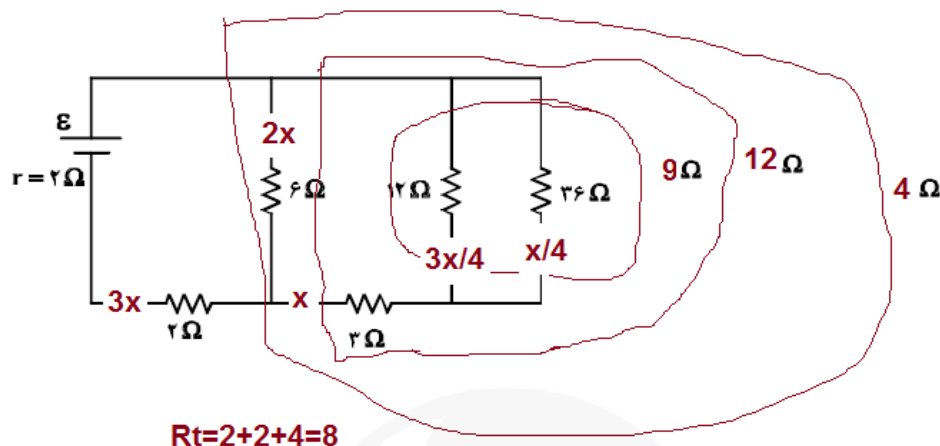 ε
r = ۲Ω
2x
۶Ω
۱۲Ω
۳۶Ω
9Ω
12Ω
4Ω
3x/4
x/4
3x
x
۲Ω
۳Ω
Rt=2+2+4=8